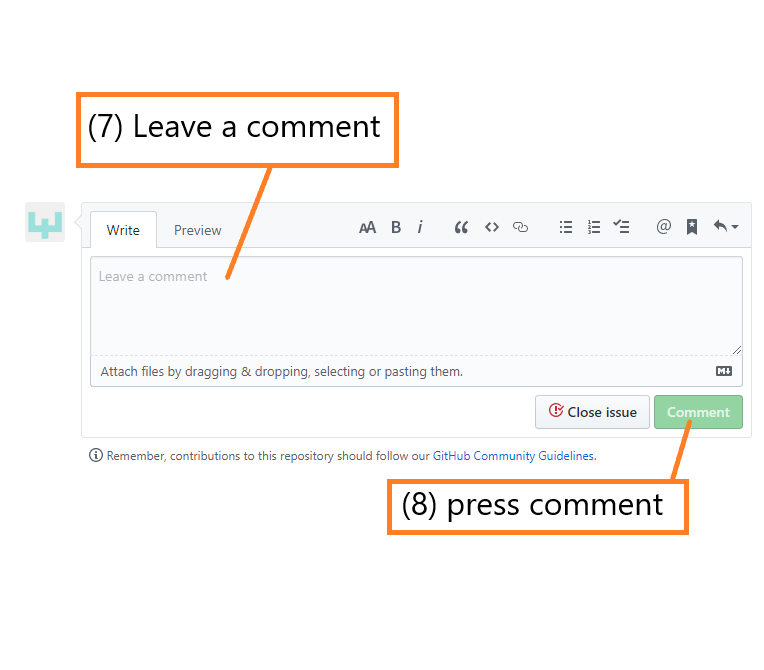 (7) Leave a comment
Write Preview AA B i @
Leave a comment
Attach files by dragging & dropping, selecting or pasting them.
Close issue Comment
Remember, contributions to this repository should follow our GitHub Community Guidelines.
(8) press comment